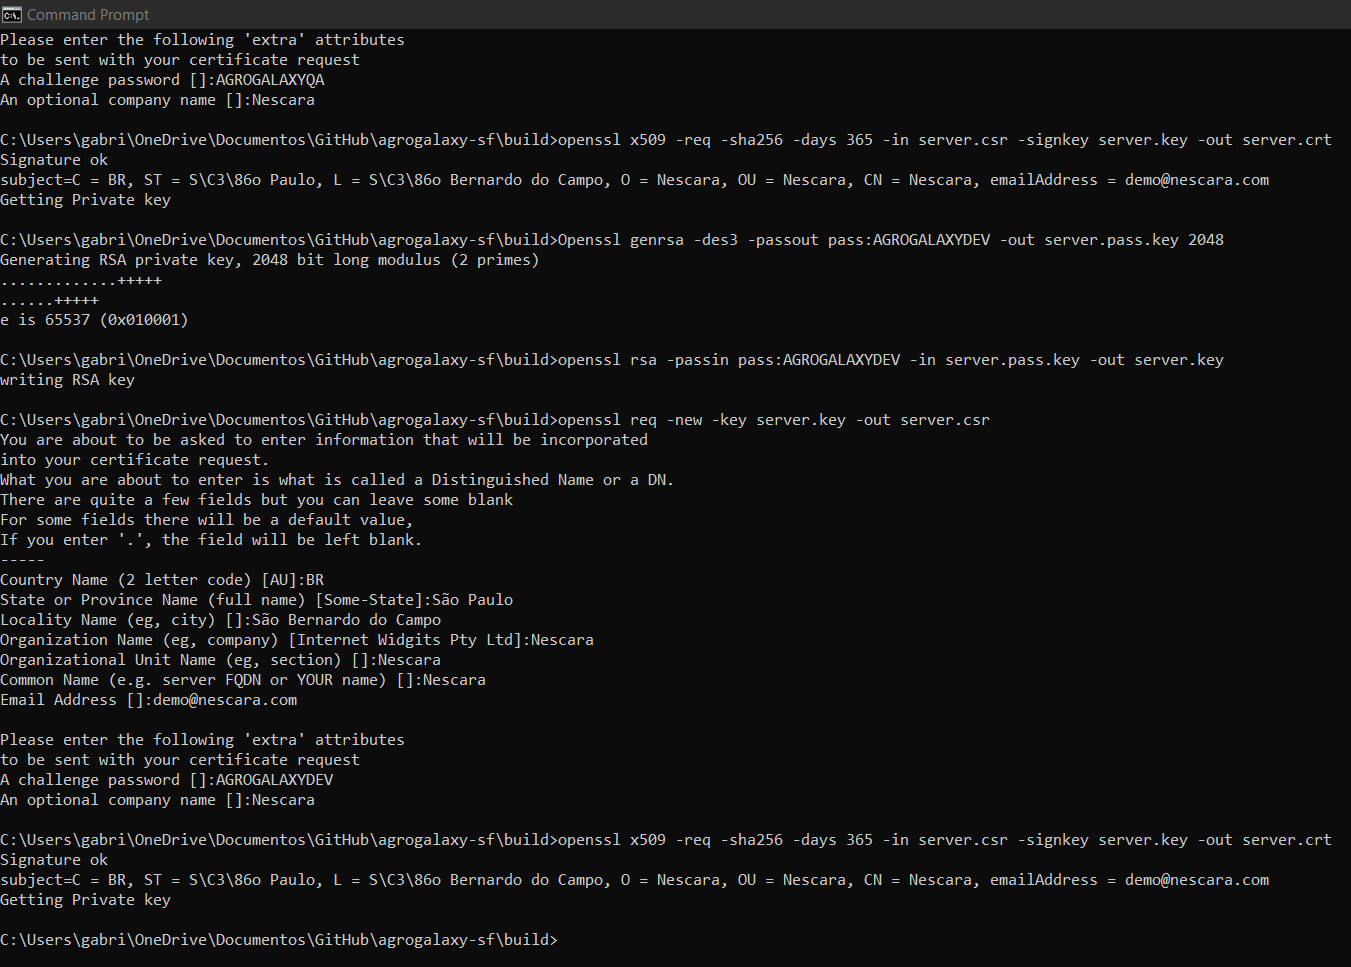 Command Prompt
Please enter the following 'extra' attributes
to be sent with your certificate request
A challenge password []:AGROGALAXYQA
An optional company name []:Nescara
C:\Users\gabri\OneDrive\Documentos\GitHub\agrogalaxy-sf\build>openssl x509 -req -sha256 -days 365 -in server.csr -signkey server.key -out server.crt
Signature ok
subject=C = BR, ST = S\C3\86o Paulo, L = S\C3\86o Bernardo do Campo, O = Nescara, OU = Nescara, CN = Nescara, emailAddress = demo@nescara.com
Getting Private key
C:\Users\gabri\OneDrive\Documentos\GitHub\agrogalaxy-sf\build>Openssl genrsa -des3 -passout pass:AGROGALAXYDEV -out server.pass.key 2048
Generating RSA private key, 2048 bit long modulus (2 primes)
.............+++++
......+++++
e is 65537 (0x010001)
C:\Users\gabri\OneDrive\Documentos\GitHub\agrogalaxy-sf\build>openssl rsa -passin pass:AGROGALAXYDEV -in server.pass.key -out server.key
writing RSA key
C:\Users\gabri\OneDrive\Documentos\GitHub\agrogalaxy-sf\build>openssl req -new -key server.key -out server.csr
You are about to be asked to enter information that will be incorporated
into your certificate request.
What you are about to enter is what is called a Distinguished Name or a DN.
There are quite a few fields but you can leave some blank
For some fields there will be a default value,
If you enter '.', the field will be left blank.
-----
Country Name (2 letter code) [AU]:BR
State or Province Name (full name) [Some-State]:São Paulo
Locality Name (eg, city) []:São Bernardo do Campo
Organization Name (eg, company) [Internet Widgits Pty Ltd]:Nescara
Organizational Unit Name (eg, section) []:Nescara
Common Name (e.g. server FQDN or YOUR name) []:Nescara
Email Address []:demo@nescara.com
Please enter the following 'extra' attributes
to be sent with your certificate request
A challenge password []:AGROGALAXYDEV
An optional company name []:Nescara
C:\Users\gabri\OneDrive\Documentos\GitHub\agrogalaxy-sf\build>openssl x509 -req -sha256 -days 365 -in server.csr -signkey server.key -out server.crt
Signature ok
subject=C = BR, ST = S\C3\86o Paulo, L = S\C3\86o Bernardo do Campo, O = Nescara, OU = Nescara, CN = Nescara, emailAddress = demo@nescara.com
Getting Private key
C:\Users\gabri\OneDrive\Documentos\GitHub\agrogalaxy-sf\build>